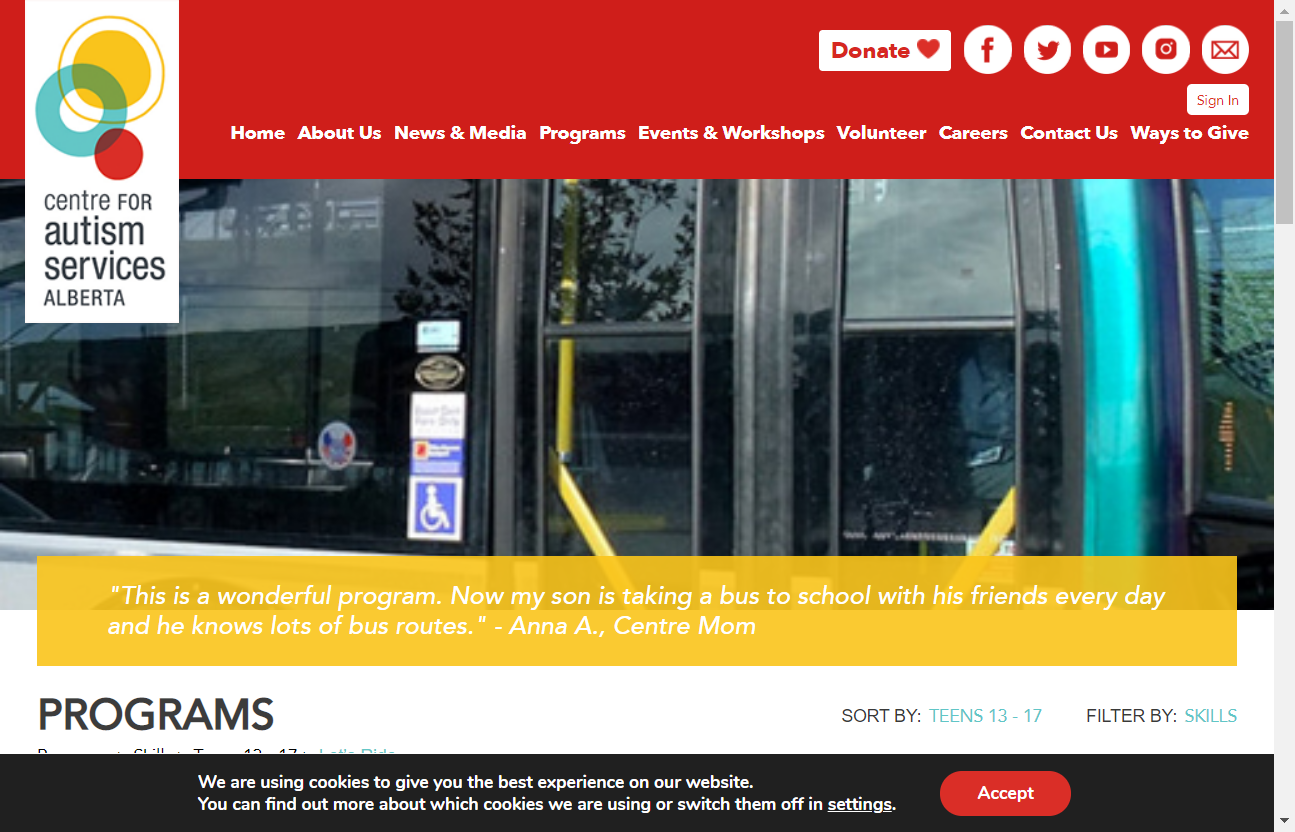 Donate
Sign In
Home About Us News & Media Programs Events & Workshops Volunteer Careers Contact Us Ways to Give
centre FOR
autism
services
ALBERTA
"This is a wonderful program. Now my son is taking a bus to school with his friends every day
and he knows lots of bus routes." - Anna A., Centre Mom
PROGRAMS
SORT BY: TEENS 13 - 17 FILTER BY: SKILLS
We are using cookies to give you the best experience on our website.
You can find out more about which cookies we are using or switch them off in settings.
Accept